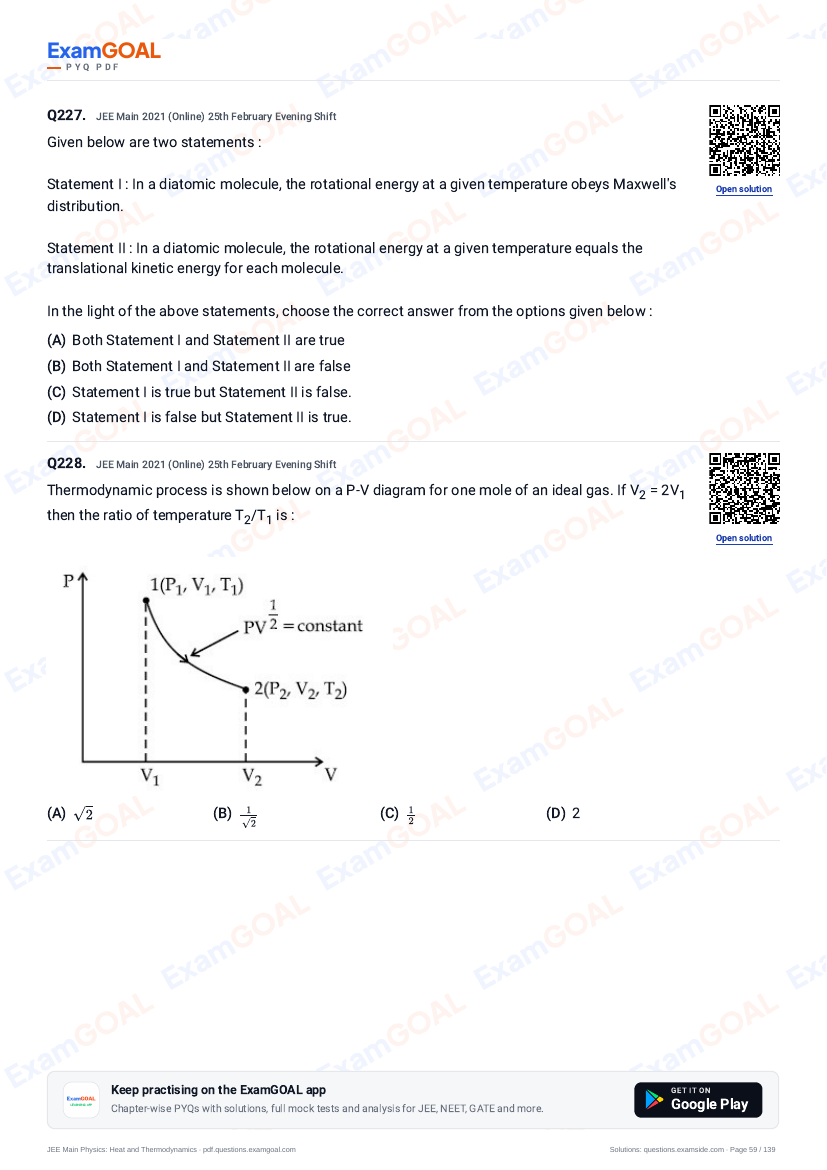 ExamGOAL
PYQ PDF
Q227. JEE Main 2021 (Online) 25th February Evening Shift
Given below are two statements :
Statement I : In a diatomic molecule, the rotational energy at a given temperature obeys Maxwell's
distribution.
Statement II : In a diatomic molecule, the rotational energy at a given temperature equals the
translational kinetic energy for each molecule.
In the light of the above statements, choose the correct answer from the options given below :
(A) Both Statement I and Statement II are true
(B) Both Statement I and Statement II are false
(C) Statement I is true but Statement II is false.
(D) Statement I is false but Statement II is true.
Open solution
Q228. JEE Main 2021 (Online) 25th February Evening Shift
Thermodynamic process is shown below on a P-V diagram for one mole of an ideal gas. If V₂ = 2V₁
then the ratio of temperature T₂/T₁ is :
Open solution
P
1(P₁, V₁, T₁)
PV^(1/2) = constant
2(P₂, V₂, T₂)
V₁ V₂ V
(A) √2 (B) 1/√2 (C) 1/2 (D) 2
Keep practising on the ExamGOAL app
Chapter-wise PYQs with solutions, full mock tests and analysis for JEE, NEET, GATE and more.
GET IT ON
Google Play
JEE Main Physics: Heat and Thermodynamics · pdf.questions.examgoal.com
Solutions: questions.examside.com · Page 59 / 139